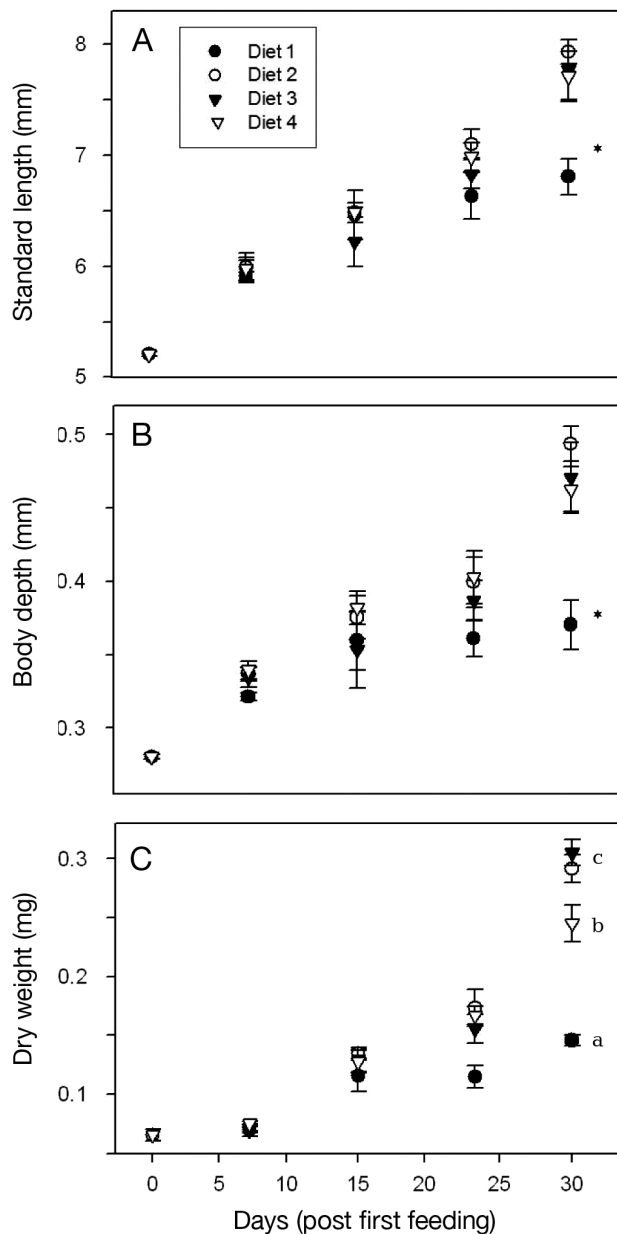 A
Diet 1
Diet 2
Diet 3
Diet 4
Standard length (mm)
8
7
6
5
*
B
Body depth (mm)
0.5
0.4
0.3
*
C
Dry weight (mg)
0.3
0.2
0.1
c
b
a
0 5 10 15 20 25 30
Days (post first feeding)